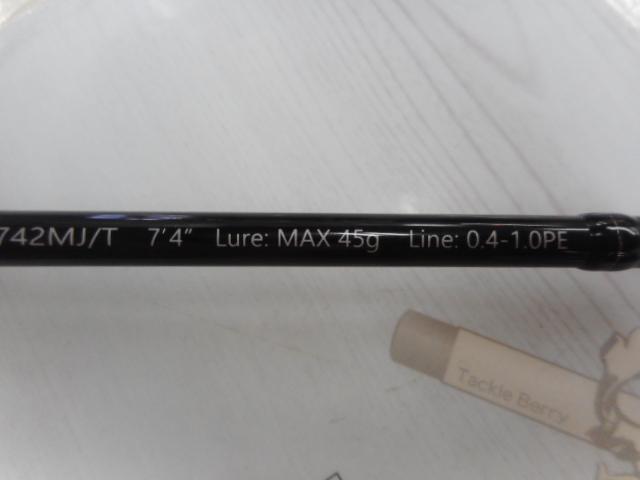 742MJ/T 7'4" Lure: MAX 45g Line: 0.4-1.0PE
Tackle Berry